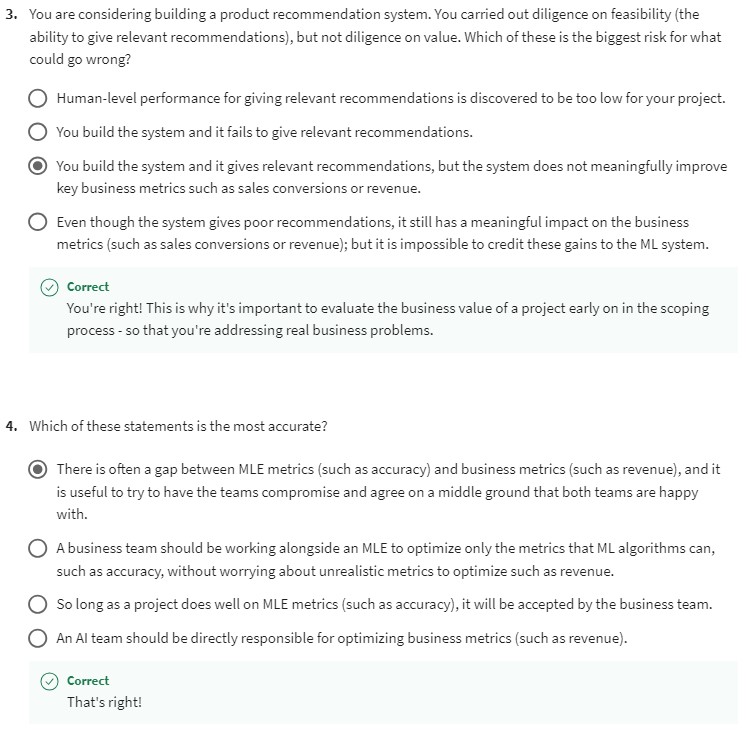 3. You are considering building a product recommendation system. You carried out diligence on feasibility (the
ability to give relevant recommendations), but not diligence on value. Which of these is the biggest risk for what
could go wrong?
Human-level performance for giving relevant recommendations is discovered to be too low for your project.
You build the system and it fails to give relevant recommendations.
You build the system and it gives relevant recommendations, but the system does not meaningfully improve
key business metrics such as sales conversions or revenue.
Even though the system gives poor recommendations, it still has a meaningful impact on the business
metrics (such as sales conversions or revenue); but it is impossible to credit these gains to the ML system.
Correct
You're right! This is why it's important to evaluate the business value of a project early on in the scoping
process - so that you're addressing real business problems.
4. Which of these statements is the most accurate?
There is often a gap between MLE metrics (such as accuracy) and business metrics (such as revenue), and it
is useful to try to have the teams compromise and agree on a middle ground that both teams are happy
with.
A business team should be working alongside an MLE to optimize only the metrics that ML algorithms can,
such as accuracy, without worrying about unrealistic metrics to optimize such as revenue.
So long as a project does well on MLE metrics (such as accuracy), it will be accepted by the business team.
An AI team should be directly responsible for optimizing business metrics (such as revenue).
Correct
That's right!